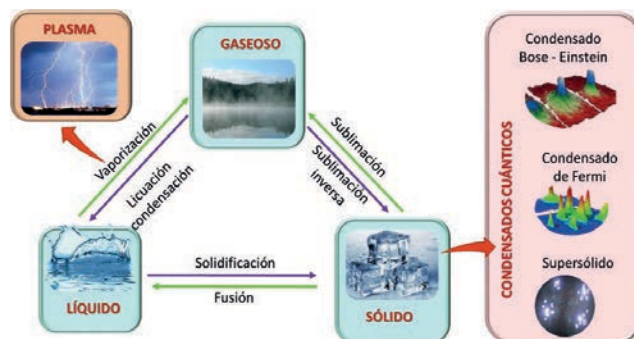 PLASMA
GASEOSO
Vaporización
Licuación
condensación
Sublimación
Sublimación
inversa
LÍQUIDO
Solidificación
Fusión
SÓLIDO
CONDENSADOS CUÁNTICOS
Condensado
Bose - Einstein
Condensado
de Fermi
Supersólido